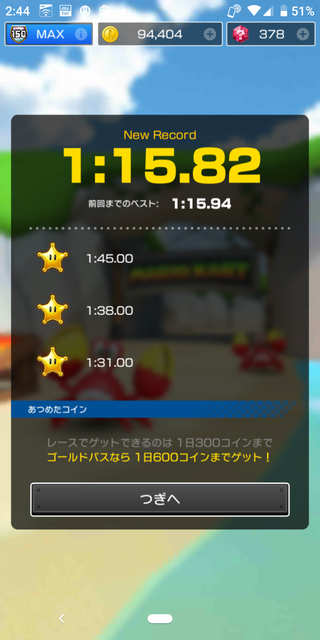 2:44
51%
150 MAX i 94,404 + 378 +
New Record
1:15.82
前回までのベスト: 1:15.94
1:45.00
1:38.00
1:31.00
MARIO KART
あつめたコイン
レースでゲットできるのは 1日300コインまで
ゴールドパスなら 1日600コインまでゲット！
つぎへ